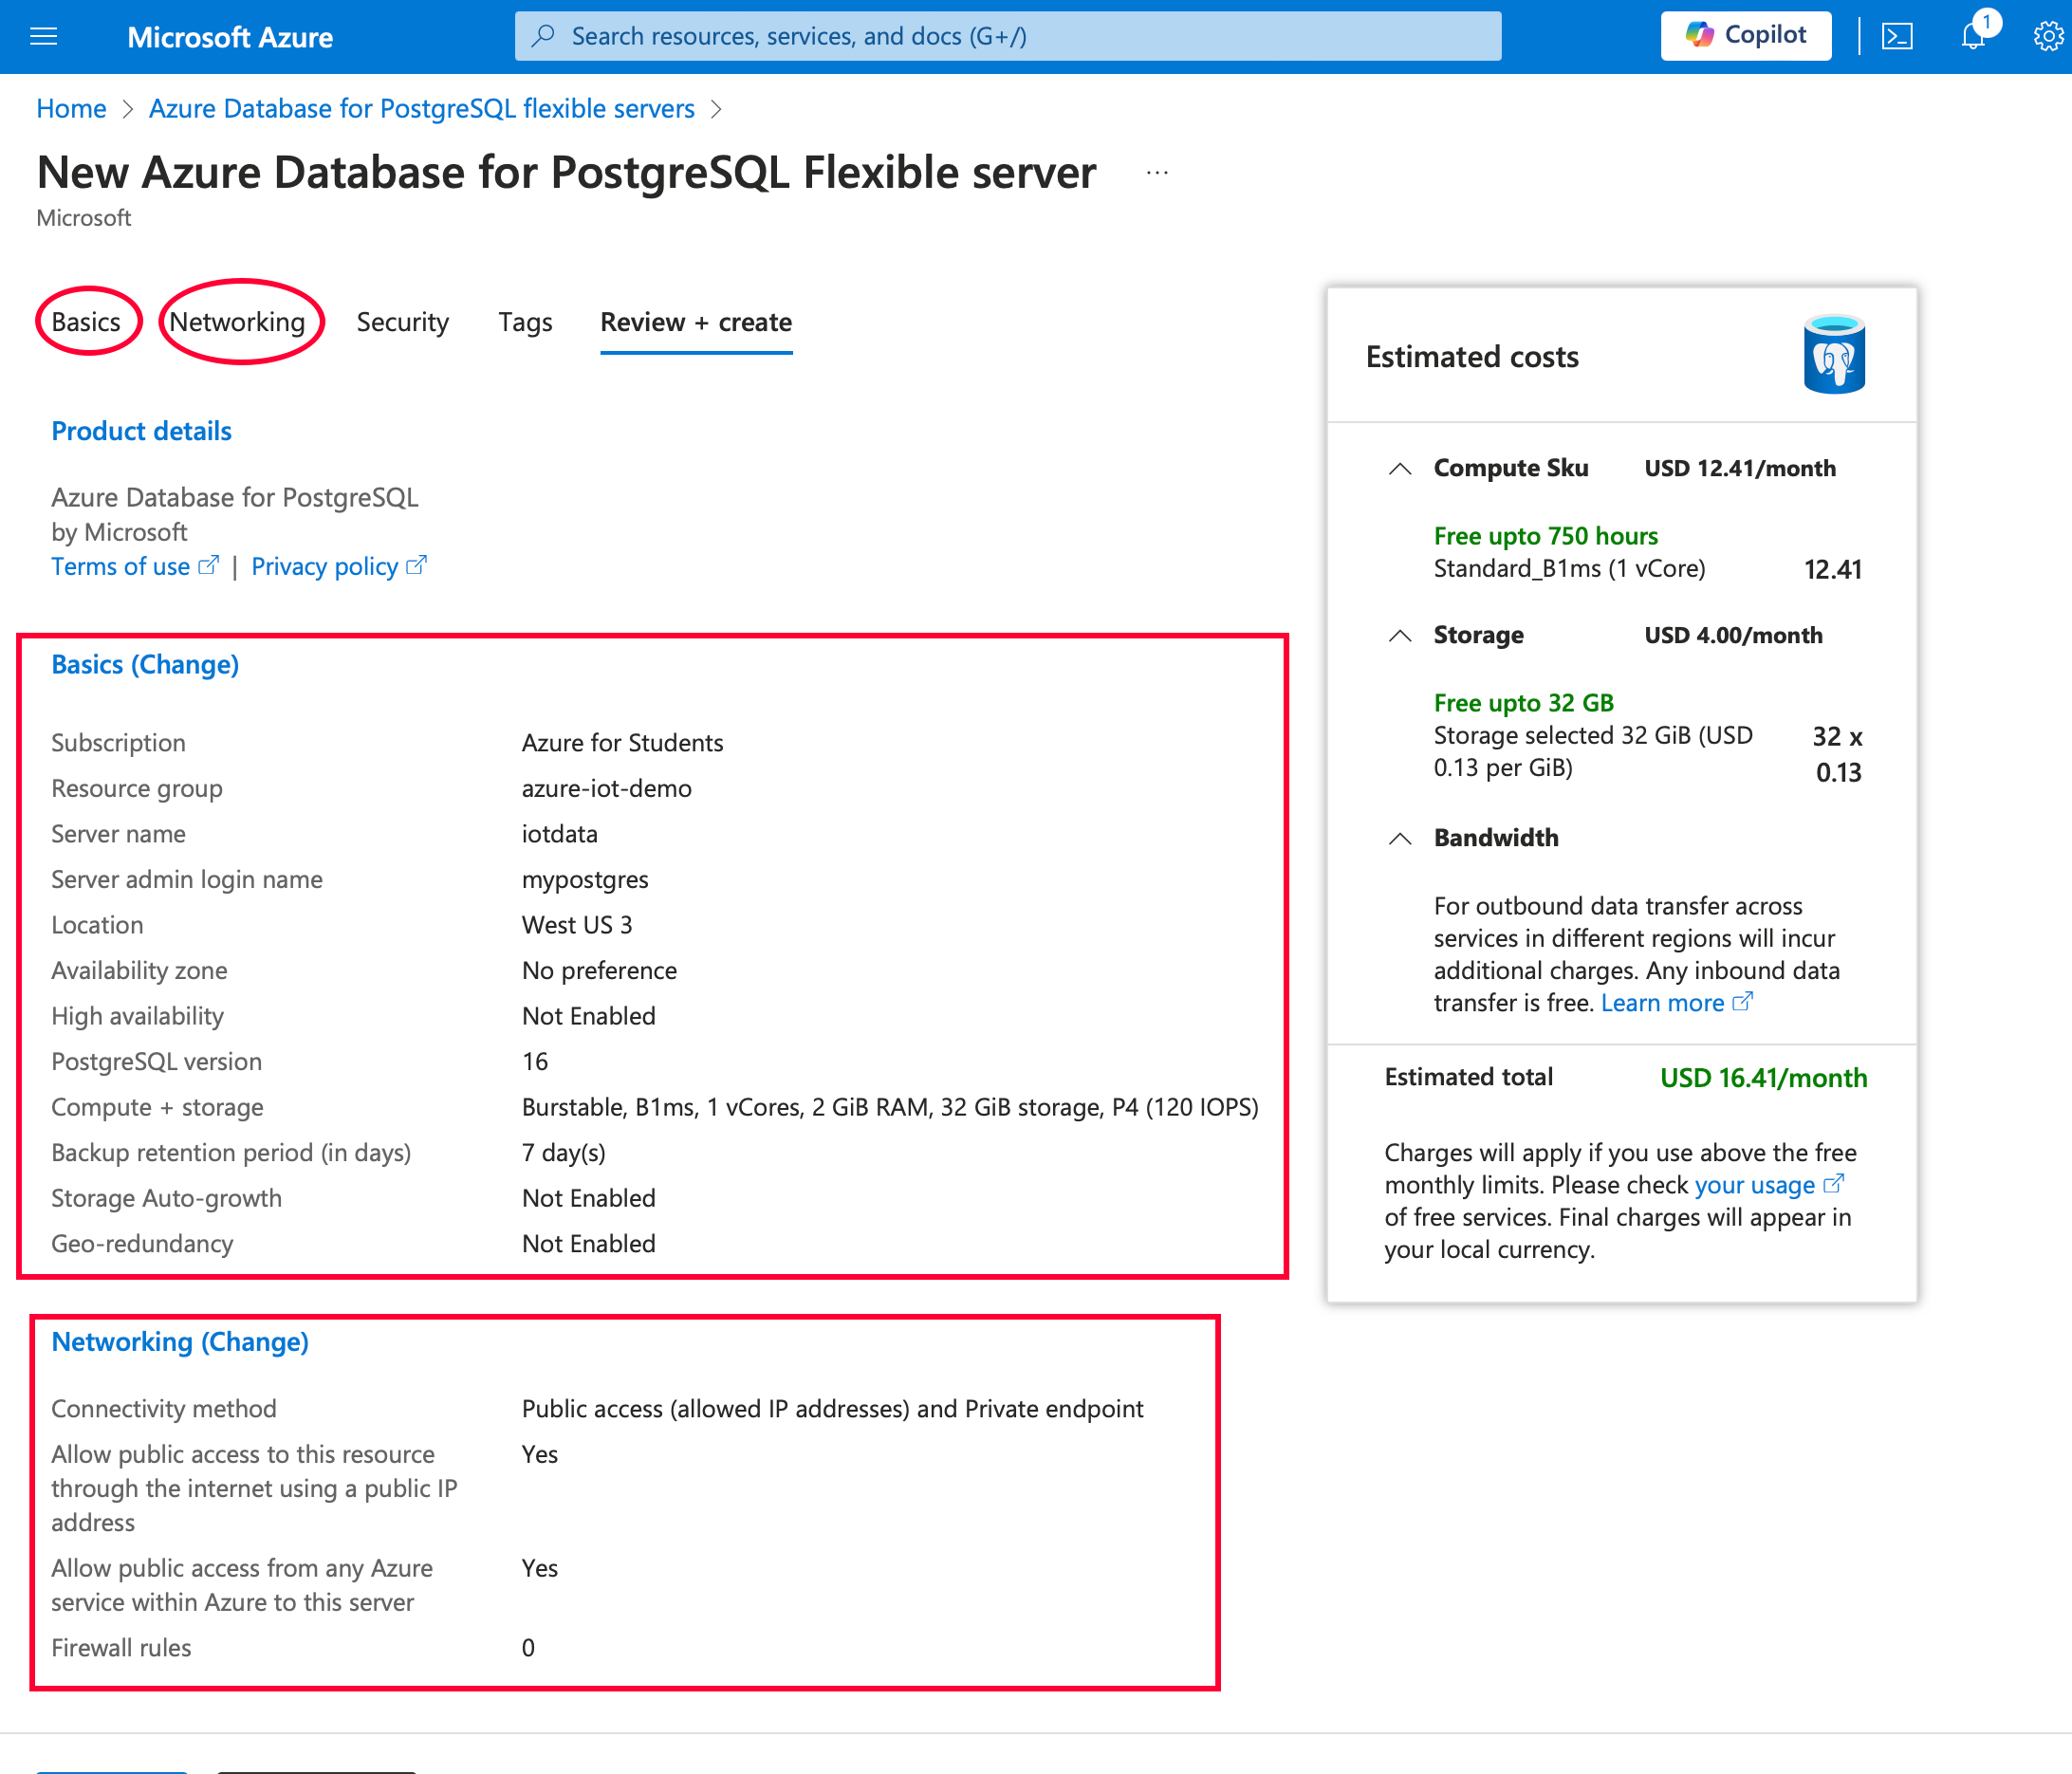 Microsoft Azure
Search resources, services, and docs (G+/)
Copilot
1
Home > Azure Database for PostgreSQL flexible servers >
New Azure Database for PostgreSQL Flexible server ...
Microsoft
Basics
Networking
Security
Tags
Review + create
Product details
Azure Database for PostgreSQL
by Microsoft
Terms of use | Privacy policy
Basics (Change)
Subscription Azure for Students
Resource group azure-iot-demo
Server name iotdata
Server admin login name mypostgres
Location West US 3
Availability zone No preference
High availability Not Enabled
PostgreSQL version 16
Compute + storage Burstable, B1ms, 1 vCores, 2 GiB RAM, 32 GiB storage, P4 (120 IOPS)
Backup retention period (in days) 7 day(s)
Storage Auto-growth Not Enabled
Geo-redundancy Not Enabled
Networking (Change)
Connectivity method Public access (allowed IP addresses) and Private endpoint
Allow public access to this resource Yes
through the internet using a public IP
address
Allow public access from any Azure Yes
service within Azure to this server
Firewall rules 0
Estimated costs
Compute Sku USD 12.41/month
Free upto 750 hours
Standard_B1ms (1 vCore) 12.41
Storage USD 4.00/month
Free upto 32 GB
Storage selected 32 GiB (USD 32 x
0.13 per GiB) 0.13
Bandwidth
For outbound data transfer across
services in different regions will incur
additional charges. Any inbound data
transfer is free. Learn more
Estimated total USD 16.41/month
Charges will apply if you use above the free
monthly limits. Please check your usage
of free services. Final charges will appear in
your local currency.